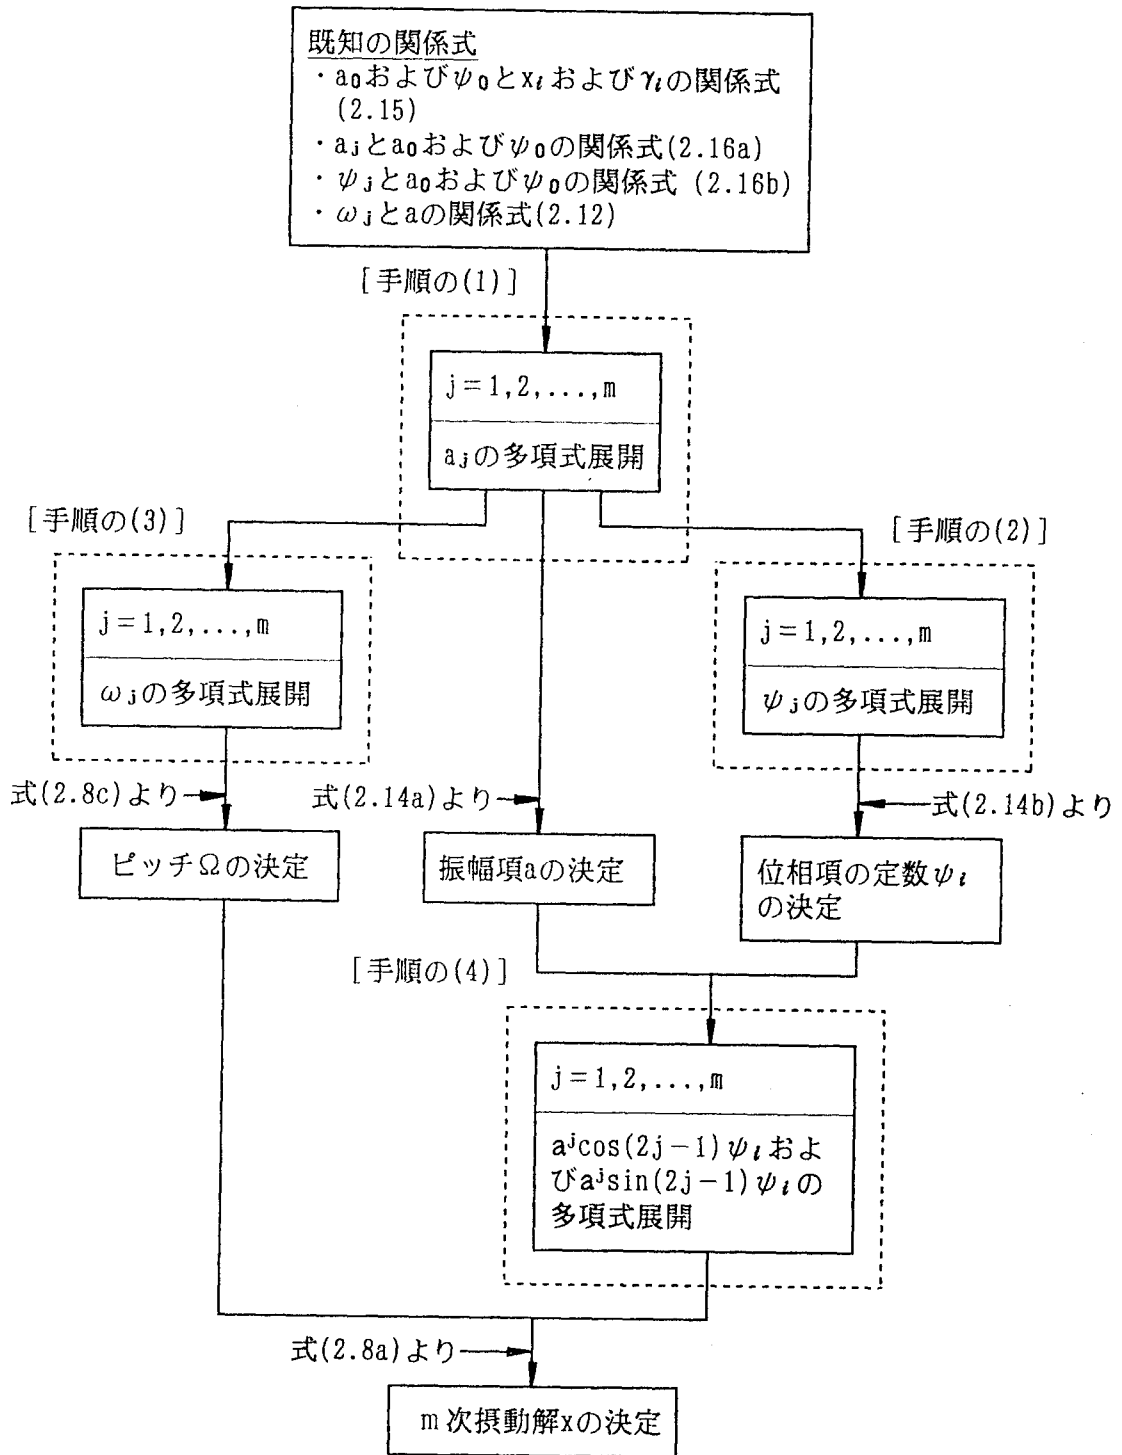 既知の関係式
・a₀およびψ₀とxᵢおよびγᵢの関係式
(2.15)
・aⱼとa₀およびψ₀の関係式(2.16a)
・ψⱼとa₀およびψ₀の関係式 (2.16b)
・ωⱼとaの関係式(2.12)
[手順の(1)]
j=1,2,...,m
aⱼの多項式展開
[手順の(3)]
[手順の(2)]
j=1,2,...,m
ωⱼの多項式展開
j=1,2,...,m
ψⱼの多項式展開
式(2.8c)より
式(2.14a)より
式(2.14b)より
ピッチΩの決定
振幅項aの決定
位相項の定数ψᵢ
の決定
[手順の(4)]
j=1,2,...,m
aʲcos(2j−1)ψᵢおよ
びaʲsin(2j−1)ψᵢの
多項式展開
式(2.8a)より
m次摂動解xの決定